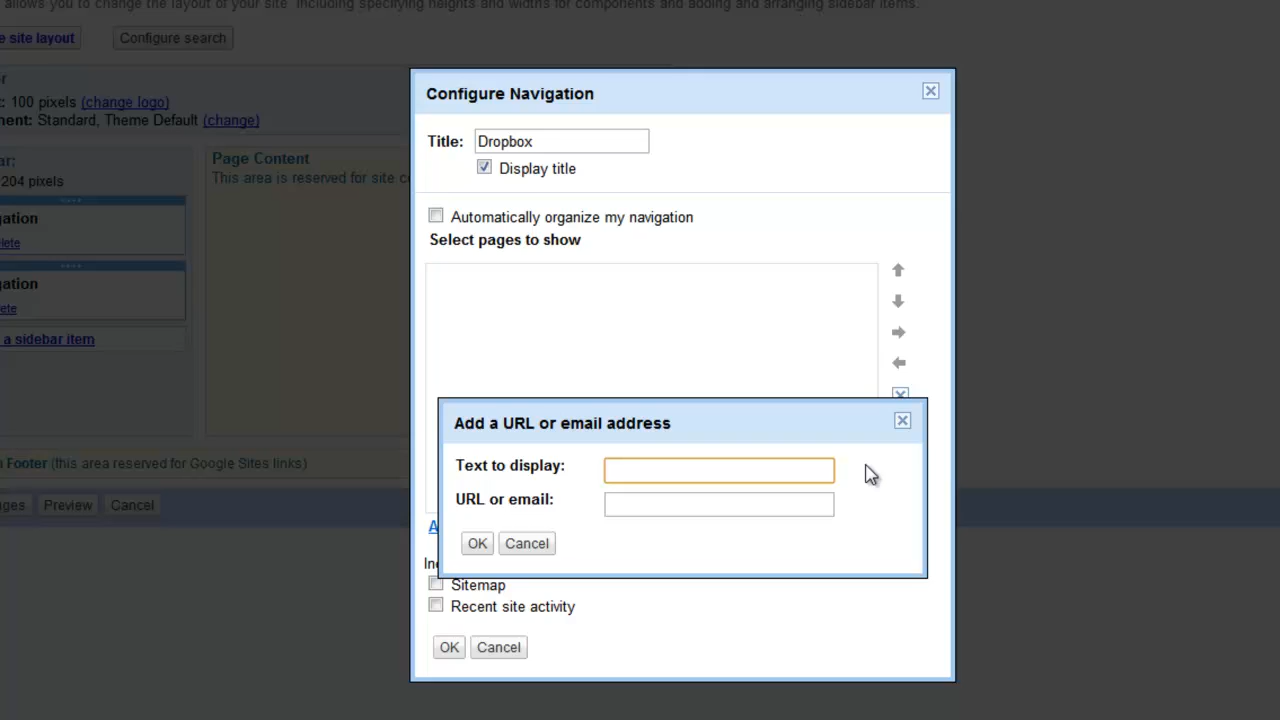 allows you to change the layout of your site. Including specifying heights and widths for components and adding and arranging sidebar items.
e site layout
Configure search
100 pixels (change logo)
Standard, Theme Default (change)
204 pixels
Page Content
This area is reserved for site
a sidebar item
Footer (this area reserved for Google Sites links)
Preview
Cancel
Configure Navigation
Title: Dropbox
Display title
Automatically organize my navigation
Select pages to show
Add a URL or email address
Text to display:
URL or email:
OK Cancel
Sitemap
Recent site activity
OK Cancel